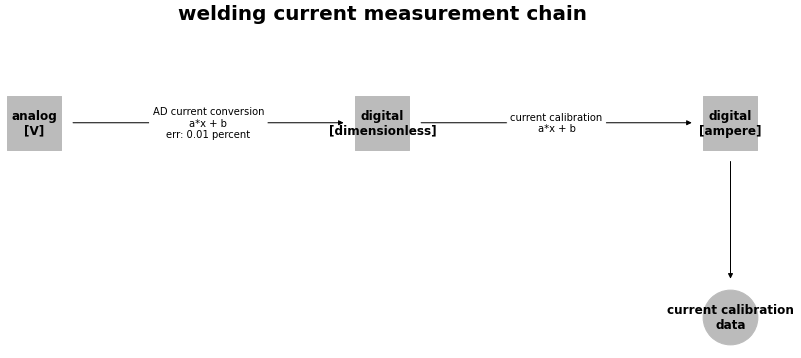 welding current measurement chain
analog
[V]
AD current conversion
a*x + b
err: 0.01 percent
digital
[dimensionless]
current calibration
a*x + b
digital
[ampere]
current calibration
data